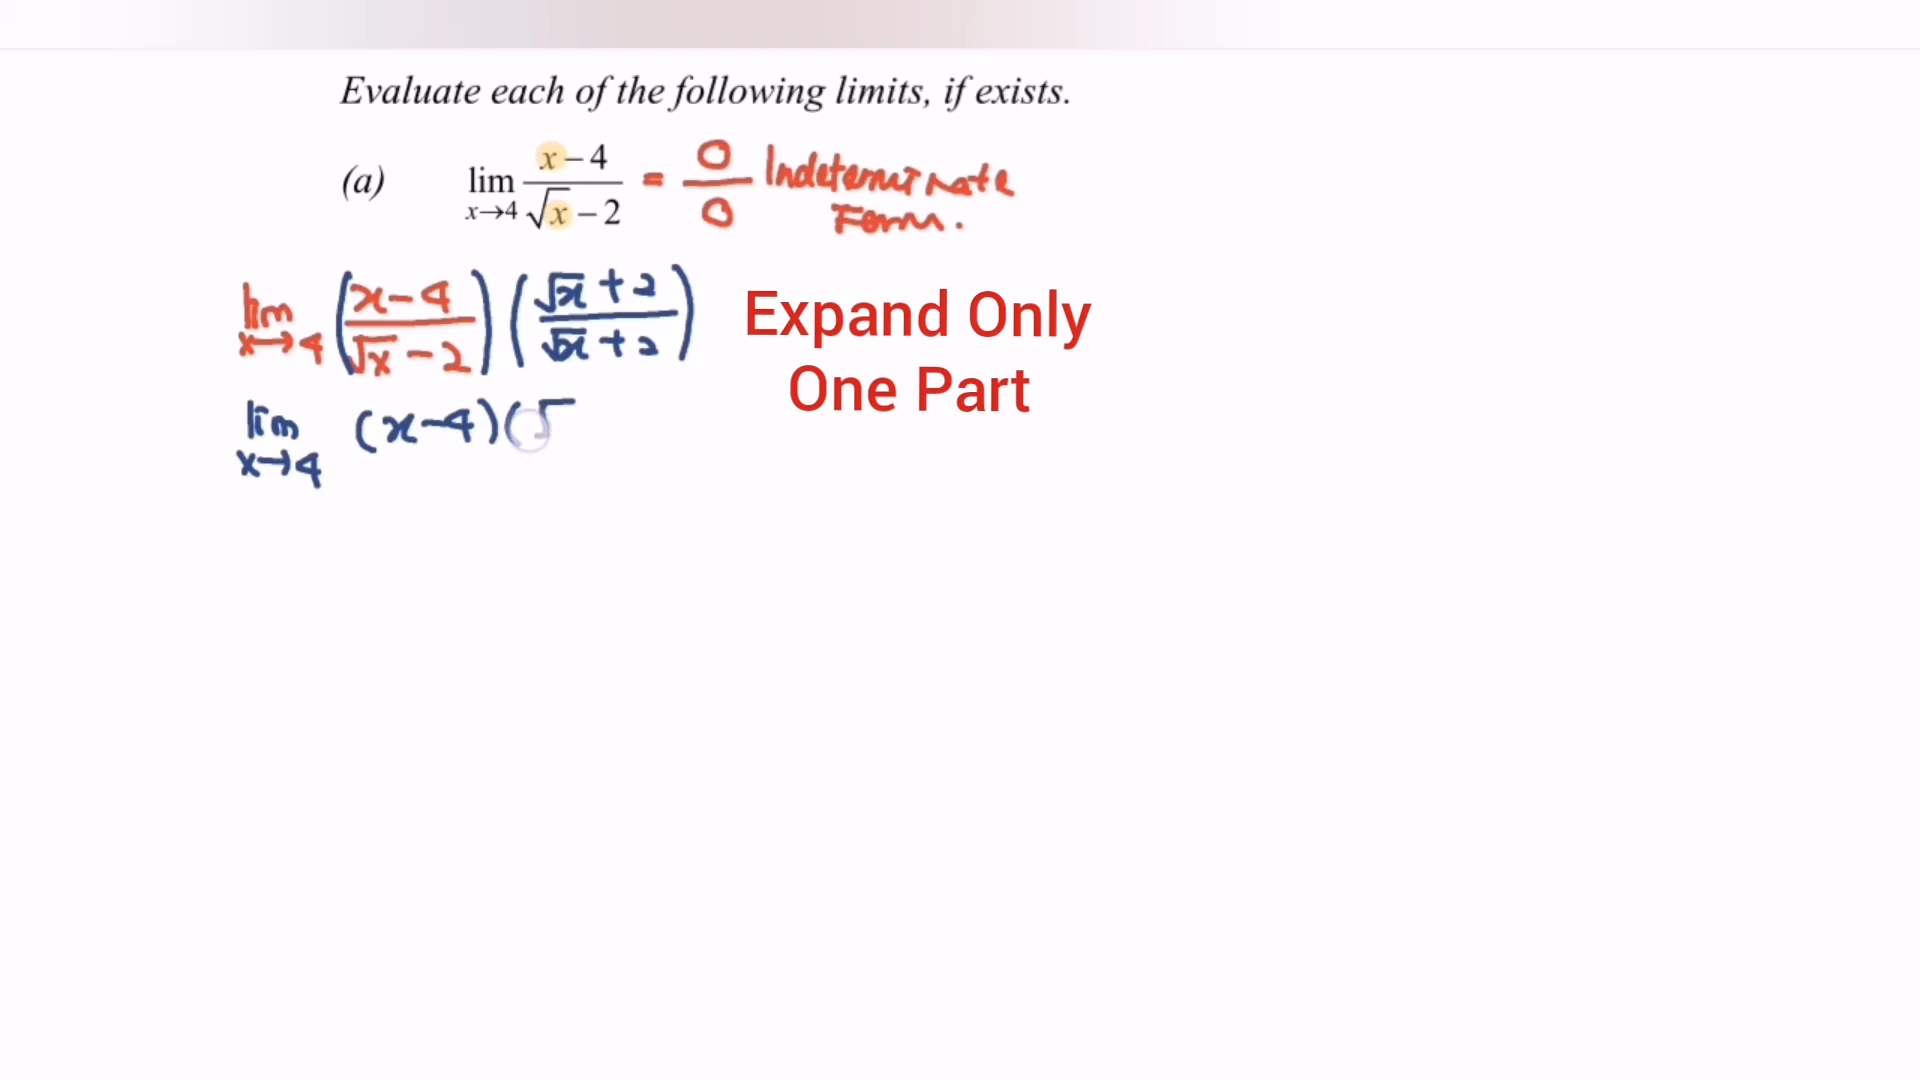 Evaluate each of the following limits, if exists.
(a) lim x→4 (x – 4)/(√x – 2) = 0/0 Indeterminate
Form.
lim x→4 (x-4/√x-2) (√x+2/√x+2)
Expand Only
One Part
lim x→4 (x-4)(√